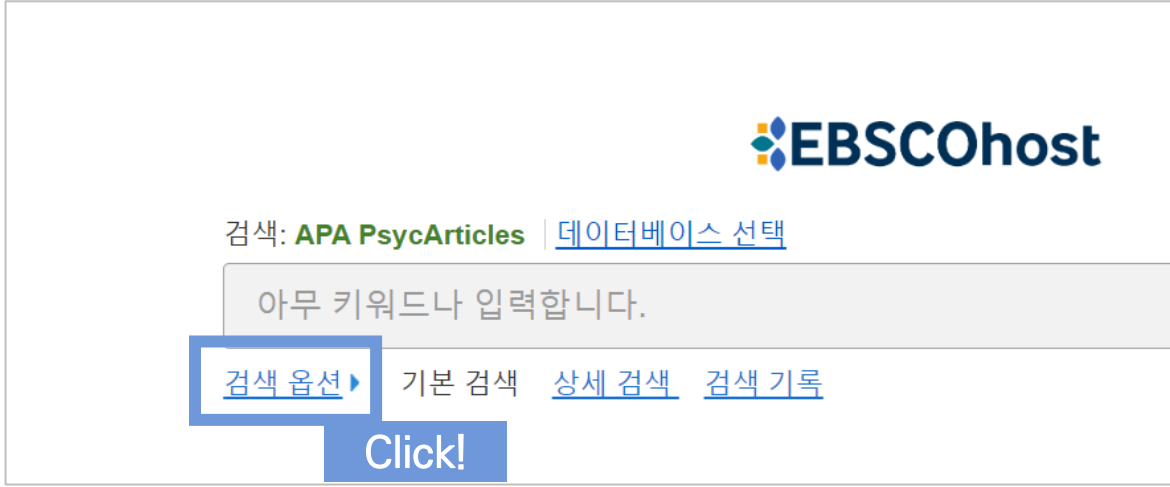 EBSCOhost
검색: APA PsycArticles 데이터베이스 선택
아무 키워드나 입력합니다.
검색 옵션 기본 검색 상세 검색 검색 기록
Click!